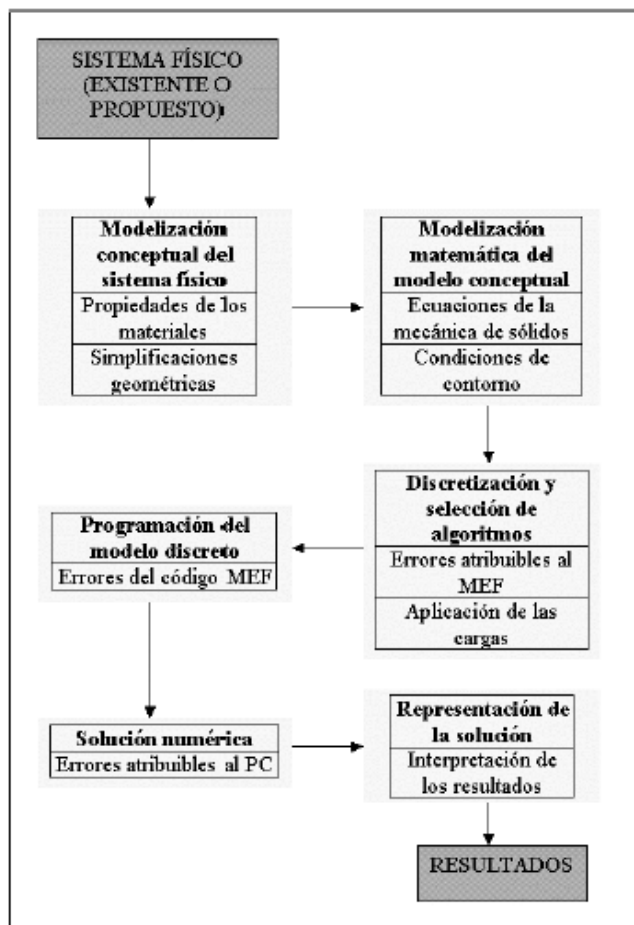 SISTEMA FÍSICO
(EXISTENTE O
PROPUESTO)
Modelización
conceptual del
sistema físico
Propiedades de los
materiales
Simplificaciones
geométricas
Modelización
matemática del
modelo conceptual
Ecuaciones de la
mecánica de sólidos
Condiciones de
contorno
Discretización y
selección de
algoritmos
Errores atribuibles al
MEF
Aplicación de las
cargas
Programación del
modelo discreto
Errores del código MEF
Solución numérica
Errores atribuibles al PC
Representación de
la solución
Interpretación de
los resultados
RESULTADOS